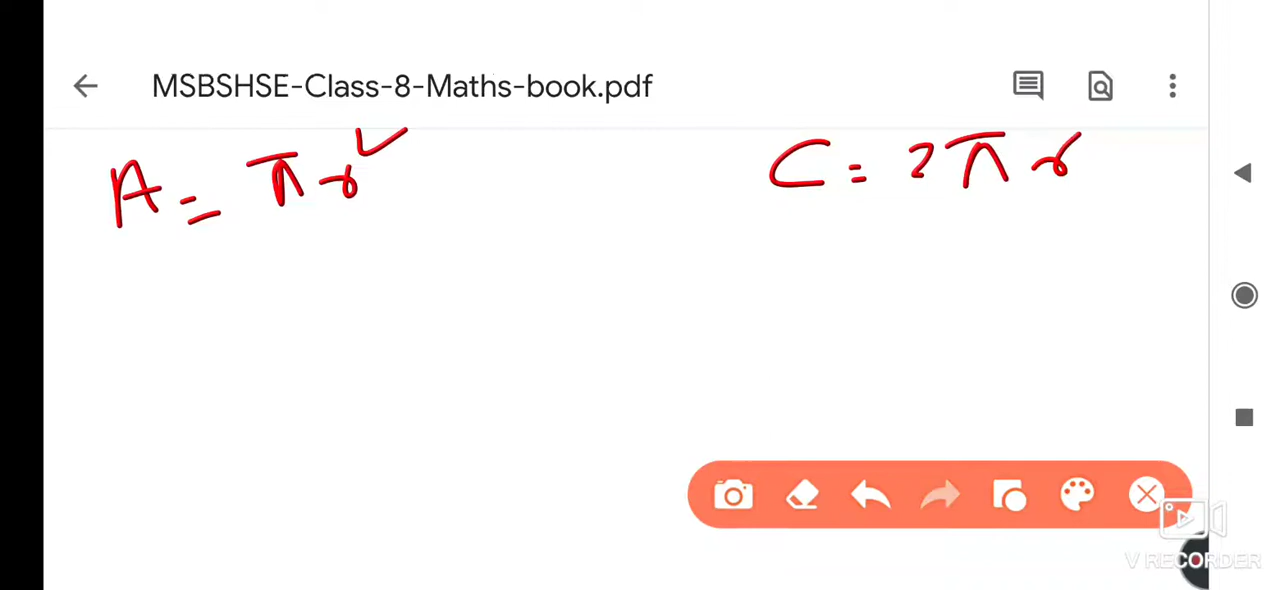 MSBSHSE-Class-8-Maths-book.pdf
A = πr²
C = 2πr
V RECORDER